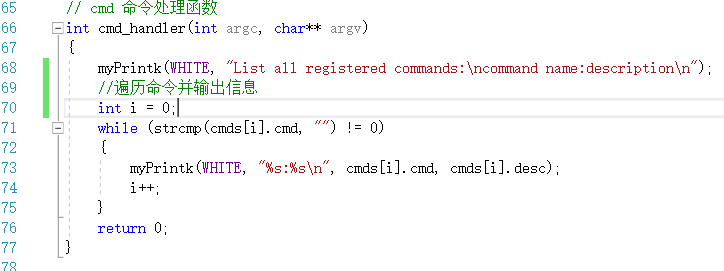 65 // cmd 命令处理函数
66 int cmd_handler(int argc, char** argv)
67 {
68 myPrintk(WHITE, "List all registered commands:\ncommand name:description\n");
69 //遍历命令并输出信息
70 int i = 0;
71 while (strcmp(cmds[i].cmd, "") != 0)
72 {
73 myPrintk(WHITE, "%s:%s\n", cmds[i].cmd, cmds[i].desc);
74 i++;
75 }
76 return 0;
77 }
78